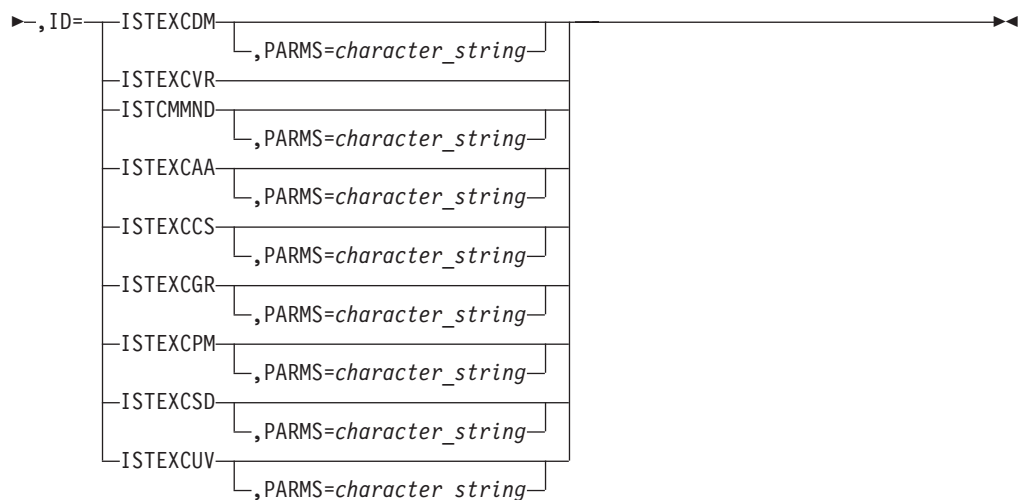 ,ID=
ISTEXCDM
,PARMS=character_string
ISTEXCVR
ISTCMMND
,PARMS=character_string
ISTEXCAA
,PARMS=character_string
ISTEXCCS
,PARMS=character_string
ISTEXCGR
,PARMS=character_string
ISTEXCPM
,PARMS=character_string
ISTEXCSD
,PARMS=character_string
ISTEXCUV
,PARMS=character_string